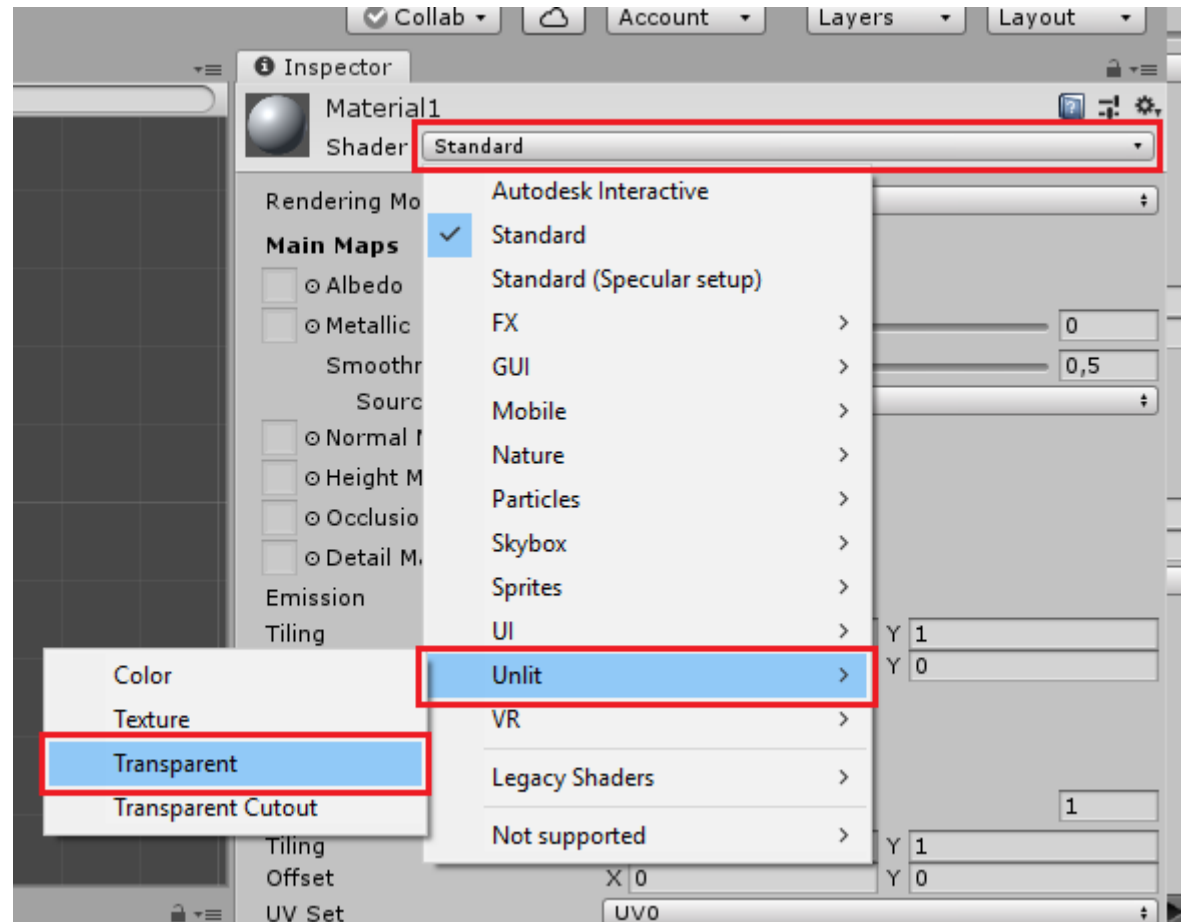 Collab Account Layers Layout
Inspector
Material1
Shader Standard
Rendering Mo
Autodesk Interactive
Main Maps
Standard
Albedo
Standard (Specular setup)
Metallic
FX
0
Smoothr
GUI
0,5
Sourc
Mobile
Normal M
Nature
Height M
Particles
Occlusio
Skybox
Detail M
Sprites
Emission
Tiling
UI
Y 1
Color
Unlit
Y 0
Texture
VR
Transparent
Legacy Shaders
Transparent Cutout
1
Not supported
Tiling
Y 1
Offset X 0 Y 0
UV Set UV0